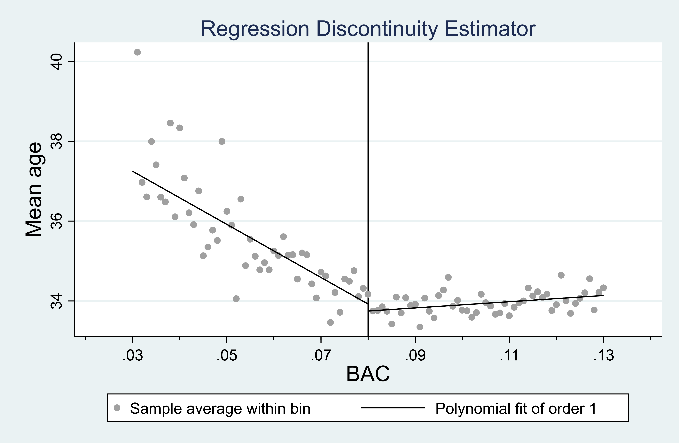 Regression Discontinuity Estimator
40
38
36
34
Mean age
.03 .05 .07 .09 .11 .13
BAC
Sample average within bin Polynomial fit of order 1